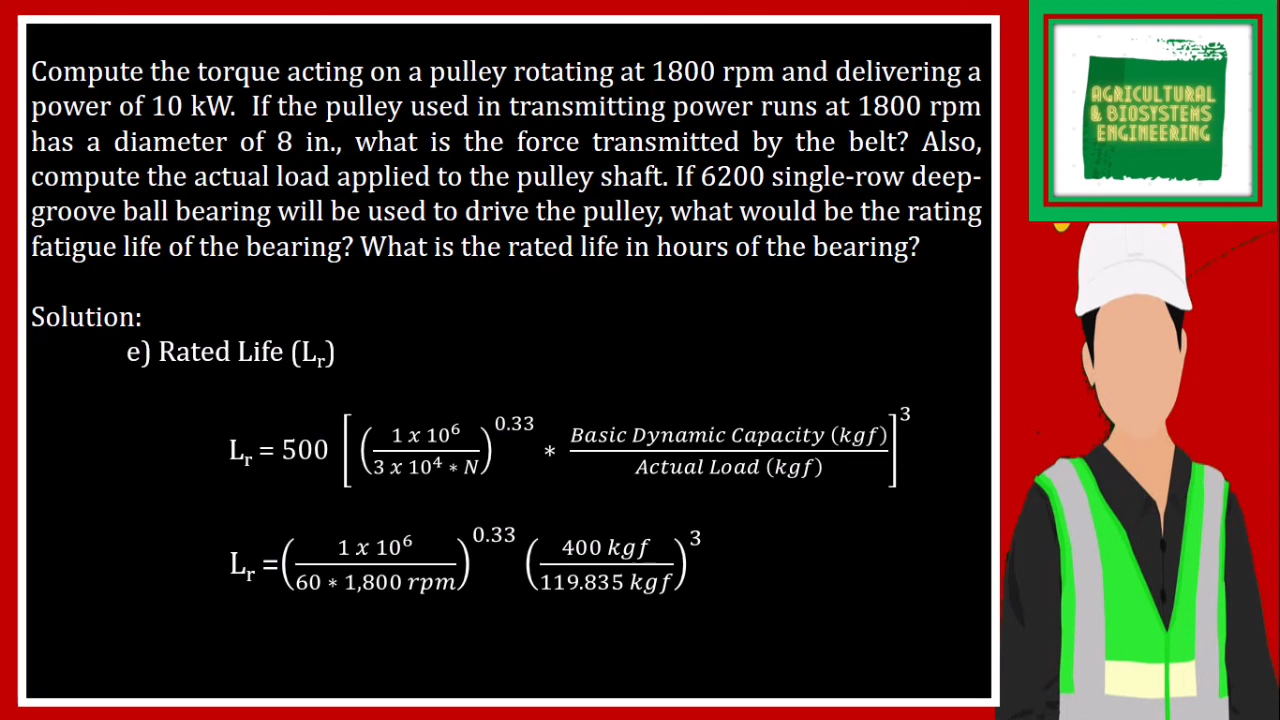 Compute the torque acting on a pulley rotating at 1800 rpm and delivering a
power of 10 kW. If the pulley used in transmitting power runs at 1800 rpm
has a diameter of 8 in., what is the force transmitted by the belt? Also,
compute the actual load applied to the pulley shaft. If 6200 single-row deep-
groove ball bearing will be used to drive the pulley, what would be the rating
fatigue life of the bearing? What is the rated life in hours of the bearing?
Solution:
e) Rated Life (Lᵣ)
Lᵣ = 500 [(1 x 10⁶ / 3 x 10⁴ * N)^0.33 * Basic Dynamic Capacity (kgf) / Actual Load (kgf)]³
Lᵣ = (1 x 10⁶ / 60 * 1,800 rpm)^0.33 (400 kgf / 119.835 kgf)³
AGRICULTURAL
& BIOSYSTEMS
ENGINEERING